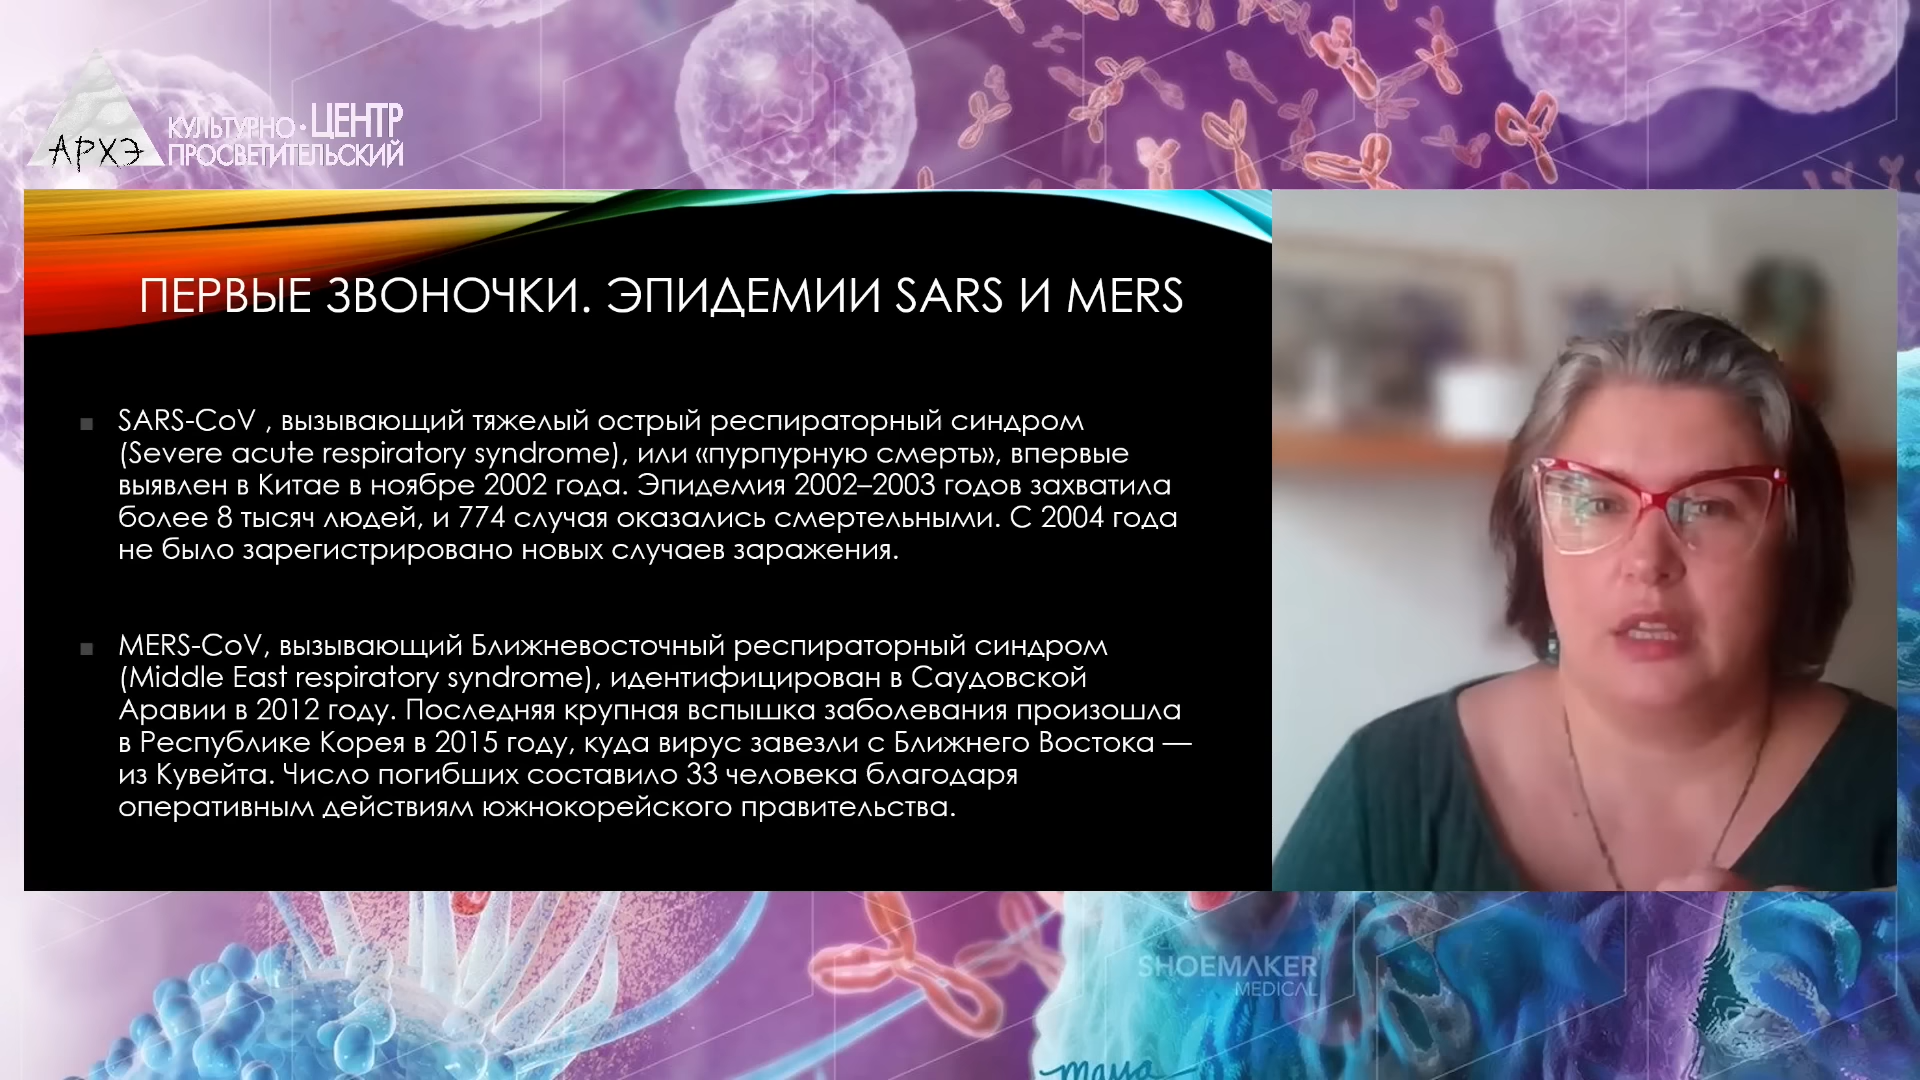 АРХЭ
КУЛЬТУРНО · ЦЕНТР
ПРОСВЕТИТЕЛЬСКИЙ
ПЕРВЫЕ ЗВОНОЧКИ. ЭПИДЕМИИ SARS И MERS
SARS-CoV , вызывающий тяжелый острый респираторный синдром
(Severe acute respiratory syndrome), или «пурпурную смерть», впервые
выявлен в Китае в ноябре 2002 года. Эпидемия 2002–2003 годов захватила
более 8 тысяч людей, и 774 случая оказались смертельными. С 2004 года
не было зарегистрировано новых случаев заражения.
MERS-CoV, вызывающий Ближневосточный респираторный синдром
(Middle East respiratory syndrome), идентифицирован в Саудовской
Аравии в 2012 году. Последняя крупная вспышка заболевания произошла
в Республике Корея в 2015 году, куда вирус завезли с Ближнего Востока —
из Кувейта. Число погибших составило 33 человека благодаря
оперативным действиям южнокорейского правительства.
SHOEMAKER
MEDICAL